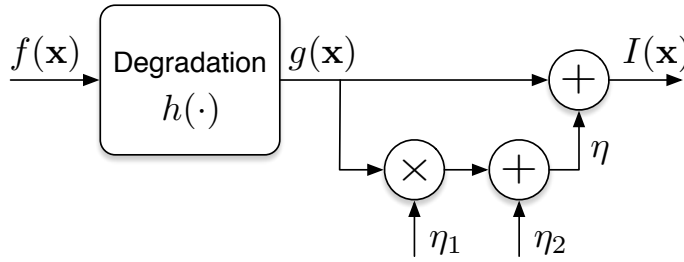 f(x) Degradation g(x) I(x)
h(·)
+
η
× +
η₁ η₂